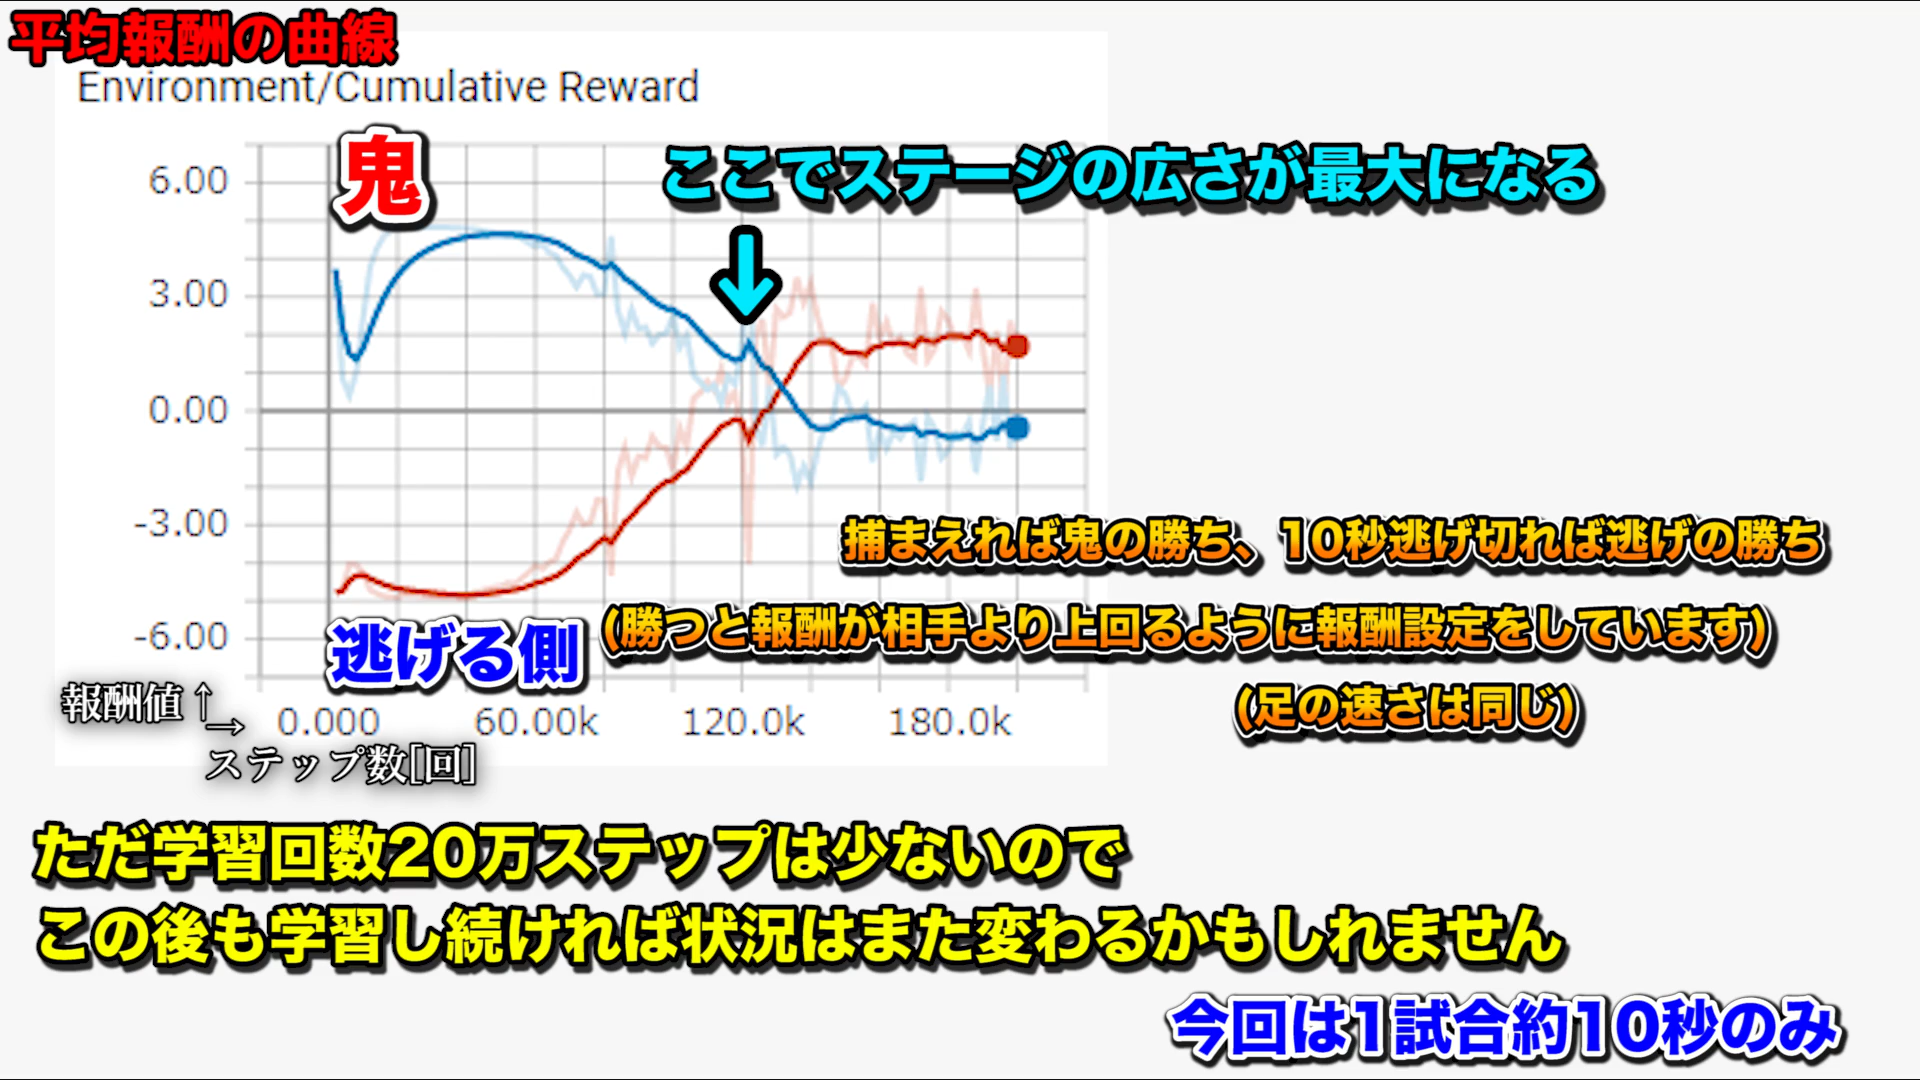 平均報酬の曲線
Environment/Cumulative Reward
鬼
ここでステージの広さが最大になる
6.00
3.00
0.00
-3.00
-6.00
捕まえれば鬼の勝ち、10秒逃げ切れば逃げの勝ち
(勝つと報酬が相手より上回るように報酬設定をしています)
(足の速さは同じ)
逃げる側
報酬値↑
→
ステップ数[回]
0.000 60.00k 120.0k 180.0k
ただ学習回数20万ステップは少ないので
この後も学習し続ければ状況はまた変わるかもしれません
今回は1試合約10秒のみ